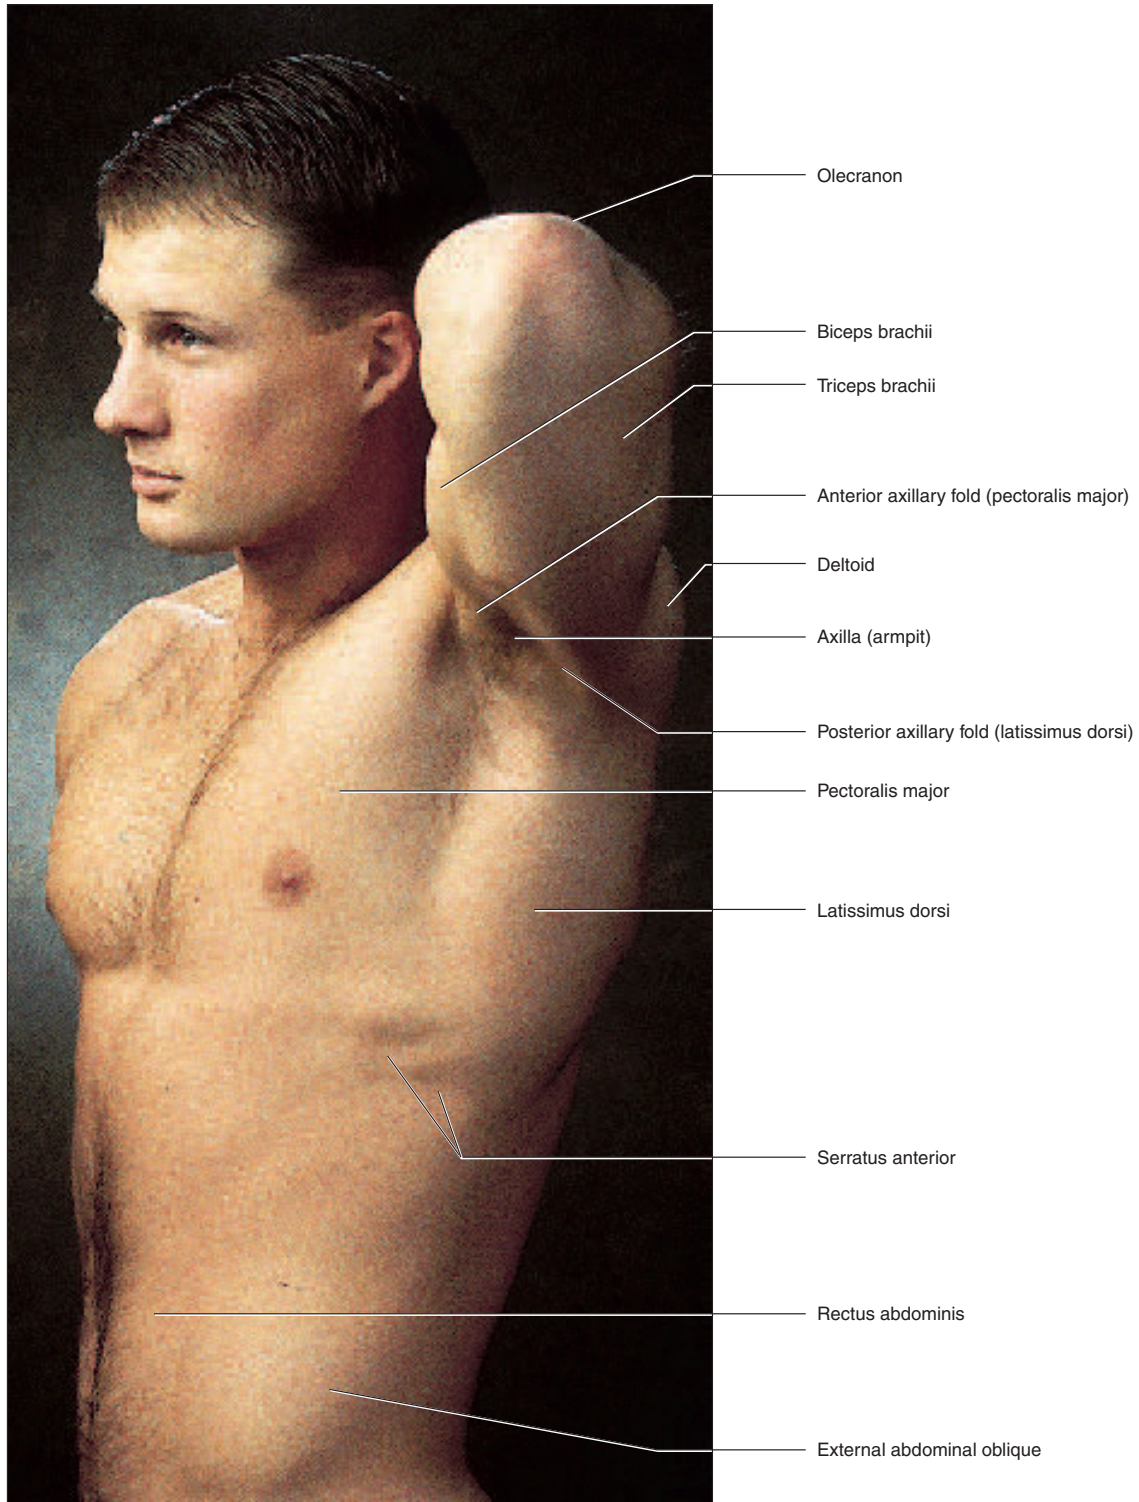 Olecranon
Biceps brachii
Triceps brachii
Anterior axillary fold (pectoralis major)
Deltoid
Axilla (armpit)
Posterior axillary fold (latissimus dorsi)
Pectoralis major
Latissimus dorsi
Serratus anterior
Rectus abdominis
External abdominal oblique